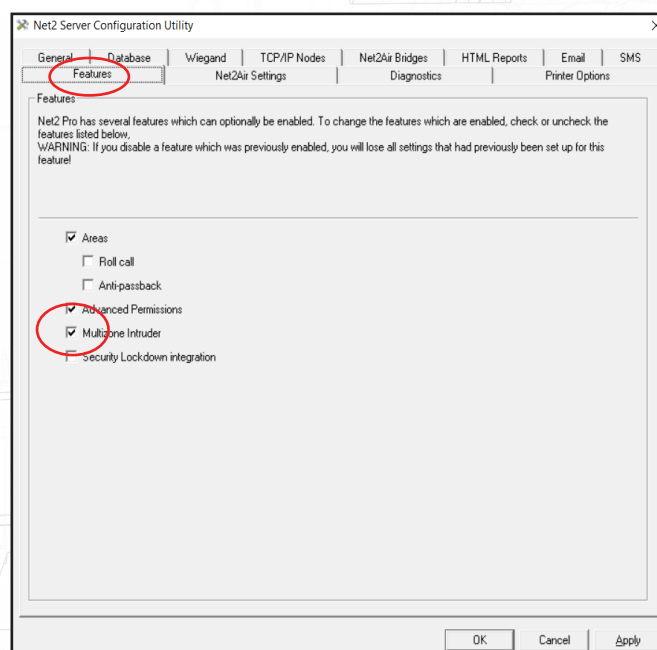 Net2 Server Configuration Utility
General Database Wiegand TCP/IP Nodes Net2Air Bridges HTML Reports Email SMS
Features Net2Air Settings Diagnostics Printer Options
Features
Net2 Pro has several features which can optionally be enabled. To change the features which are enabled, check or uncheck the
features listed below,
WARNING: If you disable a feature which was previously enabled, you will lose all settings that had previously been set up for this
feature!
Areas
Roll call
Anti-passback
Advanced Permissions
Multizone Intruder
Security Lockdown integration
OK Cancel Apply